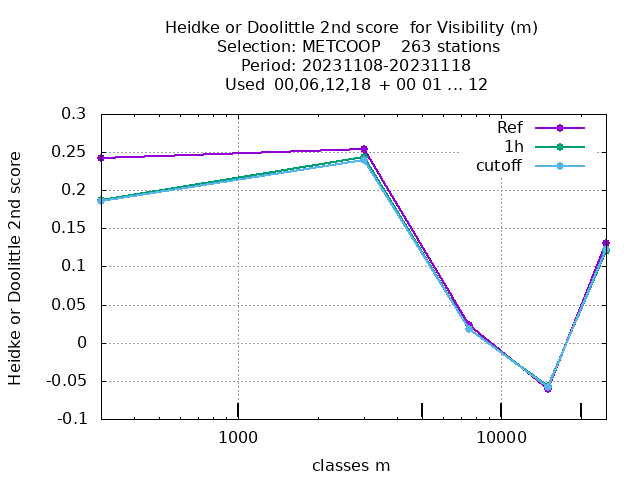 Heidke or Doolittle 2nd score  for Visibility (m)
Selection: METCOOP    263 stations
Period: 20231108-20231118
Used  00,06,12,18 + 00 01 ... 12
Heidke or Doolittle 2nd score
0.3
0.25
0.2
0.15
0.1
0.05
0
-0.05
-0.1
Ref
1h
cutoff
1000
10000
classes m